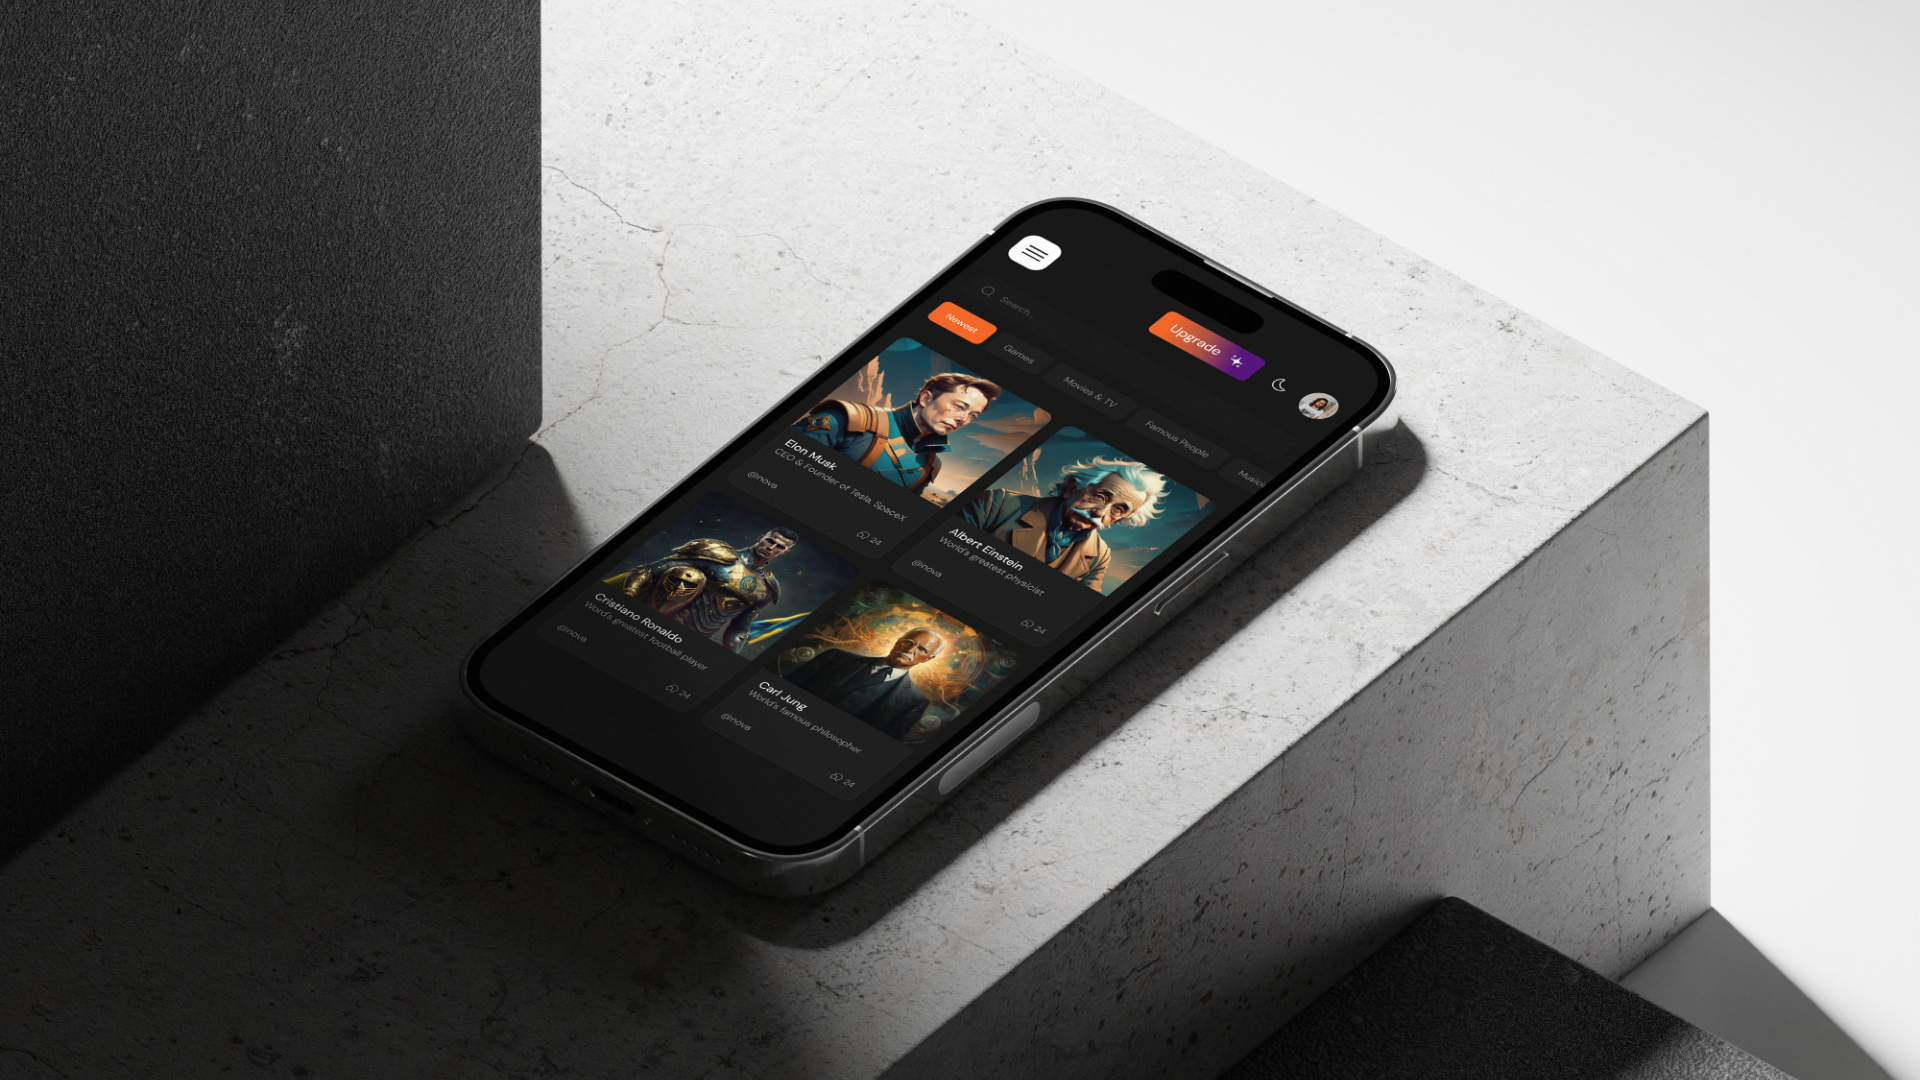 Search...
Upgrade
Newest
Games
Movies & TV
Famous People
Elon Musk
CEO & Founder of Tesla, SpaceX
@nova
24
Albert Einstein
World's greatest physicist
@nova
24
Cristiano Ronaldo
Word's greatest football player
@nova
24
Carl Jung
World's famous philosopher
@nova
24